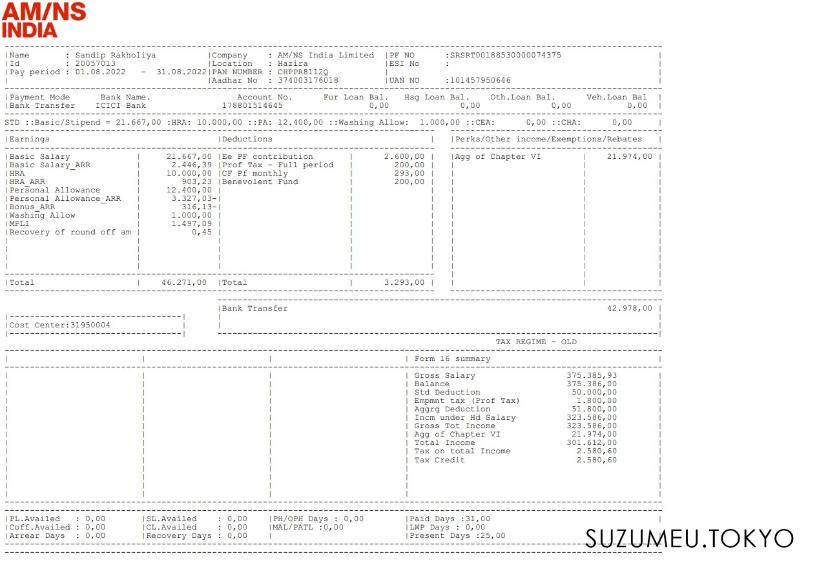 AM/NS
INDIA
Name : Sandip Rakholiya |Company : AM/NS India Limited |PF NO :SRSRT00188530000074375
Id : 20057013 |Location : Hazira |ESI No :
Pay period : 01.08.2022 - 31.08.2022|PAN NUMBER : CHPPR8112Q
|Aadhar No : 374003176018 |UAN NO :101457950646
|Payment Mode Bank Name. Account No. Fur Loan Bal. Hsg Loan Bal. Oth.Loan Bal. Veh.Loan Bal
|Bank Transfer ICICI Bank 178801514645 0,00 0,00 0,00 0,00
STD ::Basic/Stipend = 21.667,00 :HRA: 10.000,00 ::PA: 12.400,00 ::Washing Allow: 1.000,00 ::CEA: 0,00 ::CHA: 0,00
|Earnings |Deductions |Perks/Other income/Exemptions/Rebates
|Basic Salary | 21.667,00 |Ee PF contribution | 2.600,00 | |Agg of Chapter VI | 21.974,00 |
|Basic Salary_ARR | 2.446,39 |Prof Tax - Full period | 200,00 |
|HRA | 10.000,00 |CF Pf monthly | 293,00 |
|HRA_ARR | 903,23 |Benevolent Fund | 200,00 |
|Personal Allowance | 12.400,00 |
|Personal Allowance_ARR | 3.327,03-|
|Bonus_ARR | 316,13-|
|Washing Allow | 1.000,00 |
|MPLI | 1.497,09 |
|Recovery of round off am | 0,45 |
|Total | 46.271,00 |Total | 3.293,00 |
|Bank Transfer 42.978,00 |
|Cost Center:31950004
TAX REGIME - OLD
| Form 16 summary
| Gross Salary 375.385,93
| Balance 375.386,00
| Std Deduction 50.000,00
| Empmnt tax (Prof Tax) 1.800,00
| Aggrg Deduction 51.800,00
| Incm under Hd Salary 323.586,00
| Gross Tot Income 323.586,00
| Agg of Chapter VI 21.974,00
| Total Income 301.612,00
| Tax on total Income 2.580,60
| Tax Credit 2.580,60
|PL.Availed : 0,00 |SL.Availed : 0,00 |PH/OPH Days : 0,00 |Paid Days :31,00
|Coff.Availed : 0,00 |CL.Availed : 0,00 |MAL/PATL :0,00 |LWP Days : 0,00
|Arrear Days : 0,00 |Recovery Days : 0,00 | |Present Days :25,00
SUZUMEU.TOKYO